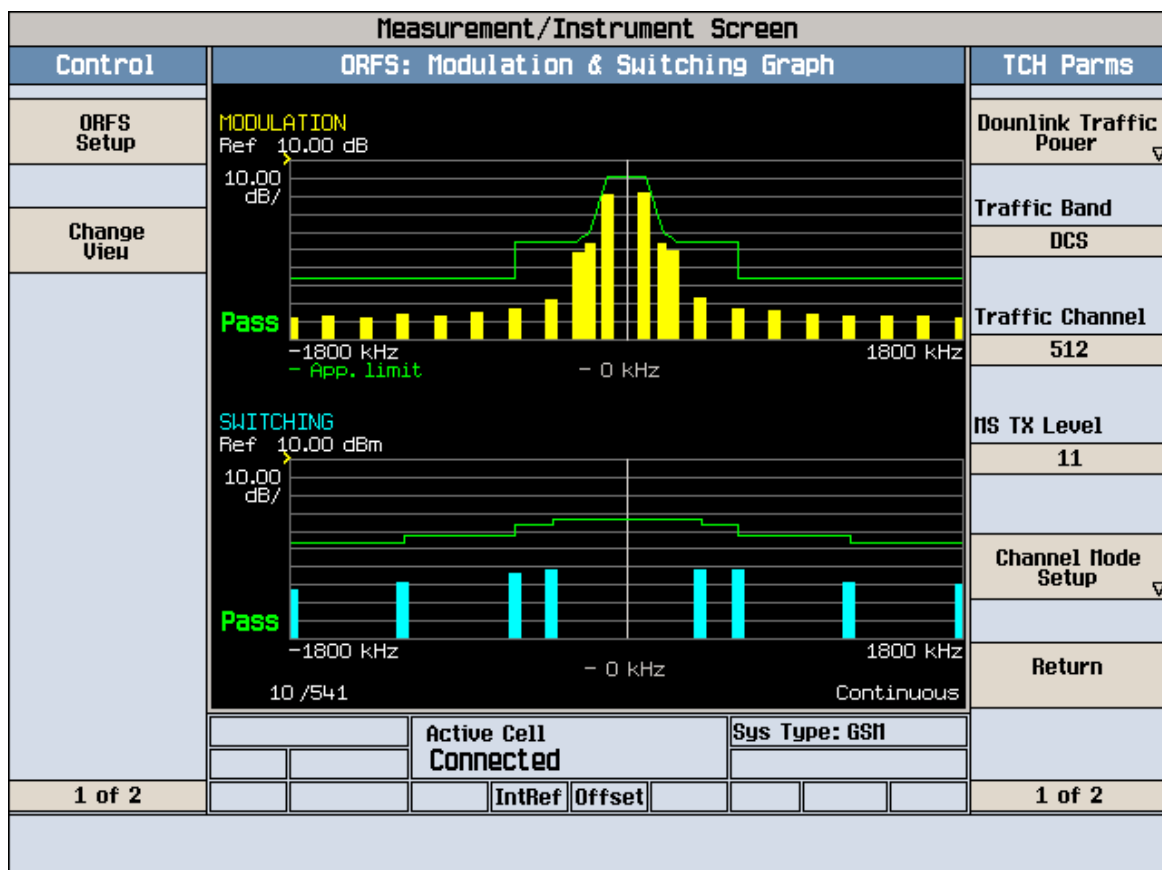 Measurement/Instrument Screen
Control
ORFS: Modulation & Switching Graph
TCH Parms
ORFS
Setup
Change
View
1 of 2
MODULATION
Ref 10.00 dB
10.00
dB/
Pass
-1800 kHz
1800 kHz
- App. limit
- 0 kHz
SWITCHING
Ref 10.00 dBm
10.00
dB/
Pass
-1800 kHz
1800 kHz
- 0 kHz
10 /541
Continuous
Active Cell
Connected
Sys Type: GSM
IntRef
Offset
Downlink Traffic
Power
Traffic Band
DCS
Traffic Channel
512
MS TX Level
11
Channel Mode
Setup
Return
1 of 2